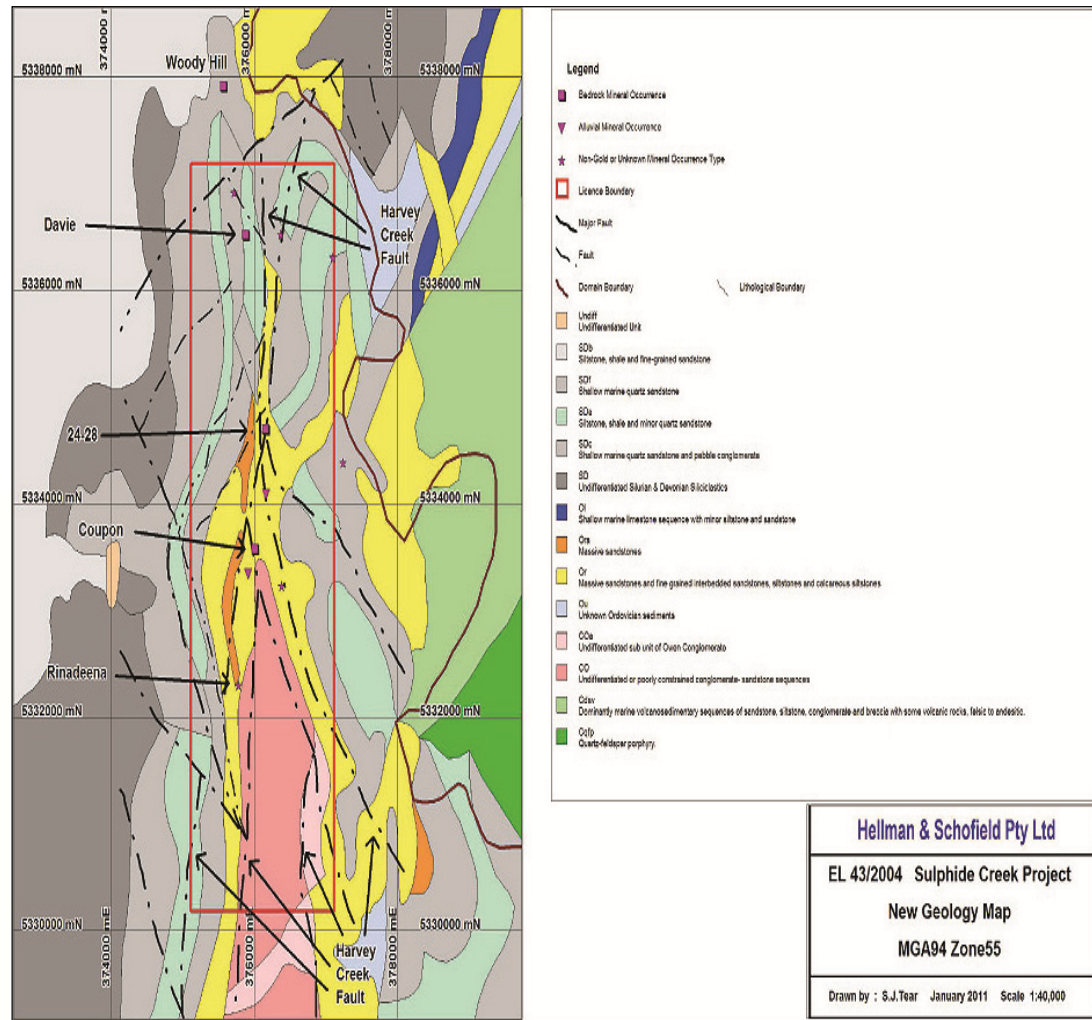 374000 mE
376000 mE
378000 mE
Woody Hill
5338000 mN
5338000 mN
Davie
Harvey
Creek
Fault
5336000 mN
5336000 mN
24-28
5334000 mN
5334000 mN
Coupon
Rinadeena
5332000 mN
5332000 mN
5330000 mN
5330000 mN
374000 mE
376000 mE
378000 mE
Harvey
Creek
Fault
Legend
Bedrock Mineral Occurrence
Alluvial Mineral Occurrence
Non-Gold or Unknown Mineral Occurrence Type
Licence Boundary
Major Fault
Fault
Domain Boundary
Lithological Boundary
Undiff
Undifferentiated Unit
SDb
Siltstone, shale and fine-grained sandstone
SDf
Shallow marine quartz sandstone
SDa
Siltstone, shale and minor quartz sandstone
SDc
Shallow marine quartz sandstone and pebble conglomerate
SD
Undifferentiated Silurian & Devonian Siliciclastics
Ol
Shallow marine limestone sequence with minor siltstone and sandstone
Ors
Massive sandstones
Or
Massive sandstones and fine grained interbedded sandstones, siltstones and calcareous siltstones
Ou
Unknown Ordovician sediments
COa
Undifferentiated sub unit of Owen Conglomerate
CO
Undifferentiated or poorly constrained conglomerate- sandstone sequences
Cdsv
Dominantly marine volcanosedimentary sequences of sandstone, siltstone, conglomerate and breccia with some volcanic rocks, felsic to andesitic.
Cqfp
Quartz-feldspar porphyry.
Hellman & Schofield Pty Ltd
EL 43/2004 Sulphide Creek Project
New Geology Map
MGA94 Zone55
Drawn by : S.J.Tear January 2011 Scale 1:40,000